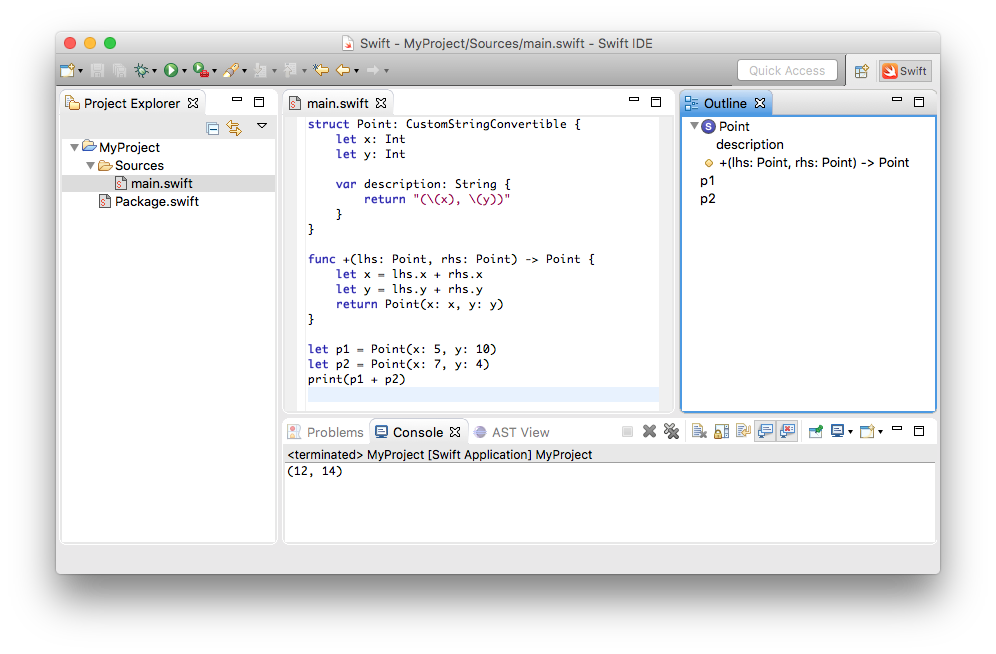 Swift - MyProject/Sources/main.swift - Swift IDE
Quick Access
Swift
Project Explorer
MyProject
Sources
main.swift
Package.swift
main.swift
struct Point: CustomStringConvertible {
    let x: Int
    let y: Int

    var description: String {
        return "(\(x), \(y))"
    }
}

func +(lhs: Point, rhs: Point) -> Point {
    let x = lhs.x + rhs.x
    let y = lhs.y + rhs.y
    return Point(x: x, y: y)
}

let p1 = Point(x: 5, y: 10)
let p2 = Point(x: 7, y: 4)
print(p1 + p2)
Outline
S Point
description
+(lhs: Point, rhs: Point) -> Point
p1
p2
Problems
Console
AST View
<terminated> MyProject [Swift Application] MyProject
(12, 14)